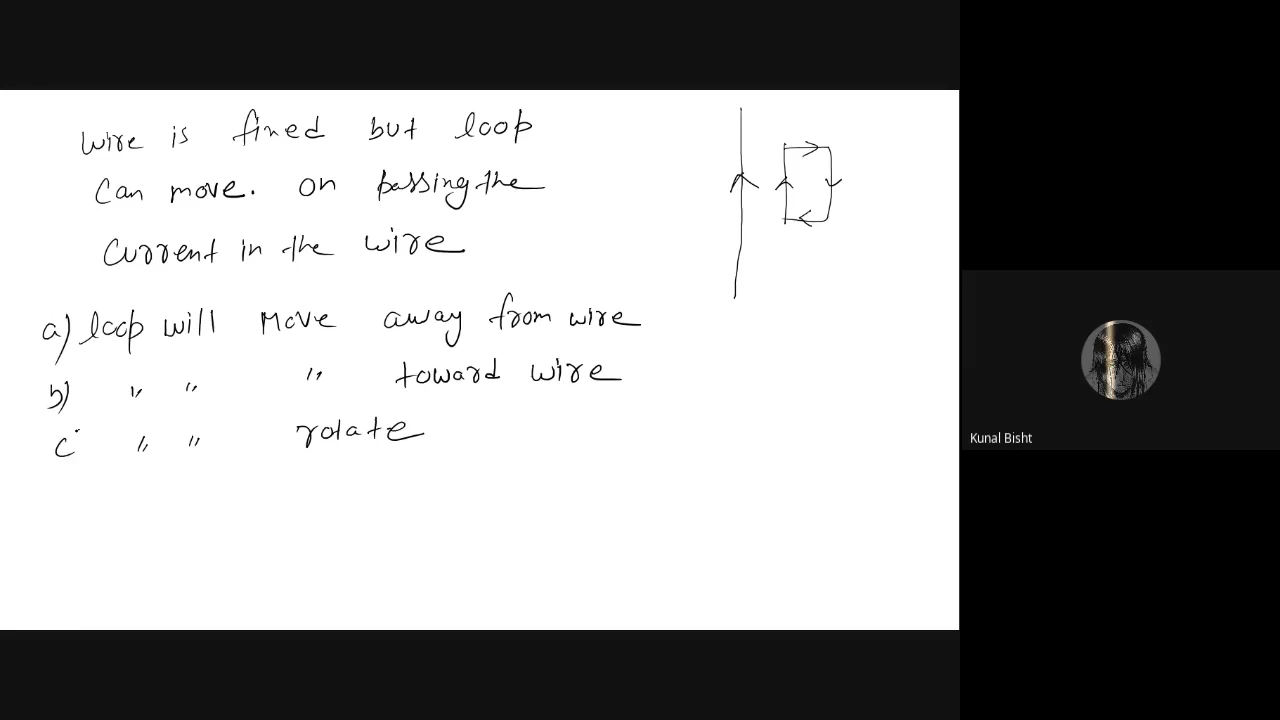 wire is fixed but loop
can move. on passing the
current in the wire
a) loop will move away from wire
b) " " " toward wire
c " " rotate
Kunal Bisht